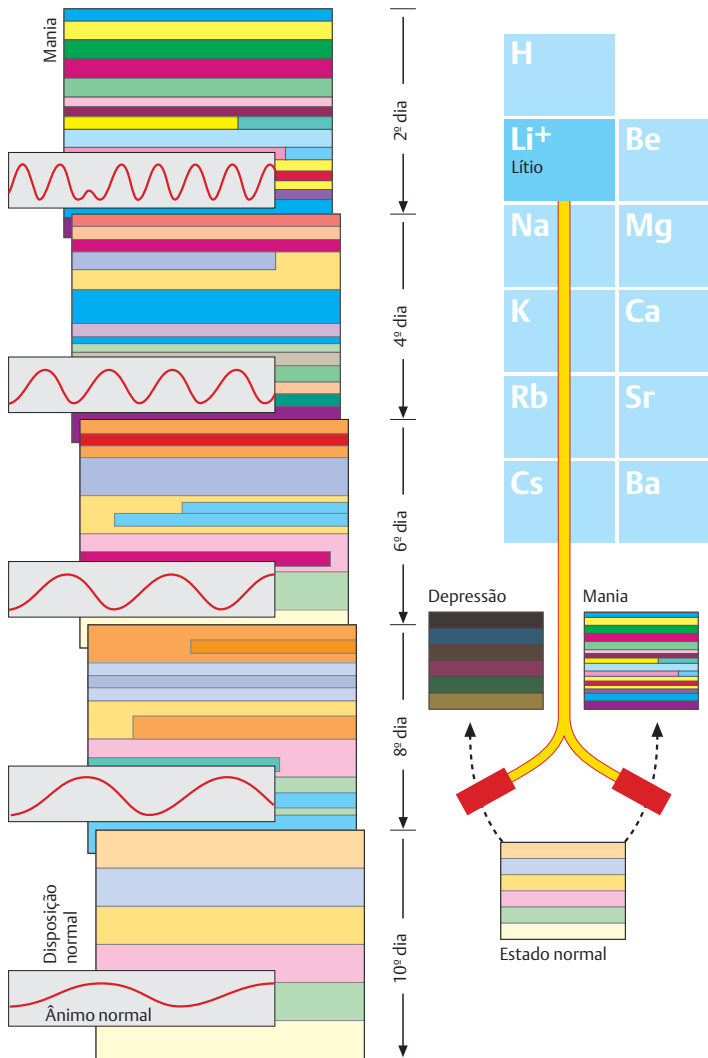 Mania
2º dia
4º dia
6º dia
8º dia
Disposição
normal
Ânimo normal
10º dia
H
Li+
Lítio
Be
Na
Mg
K
Ca
Rb
Sr
Cs
Ba
Depressão
Mania
Estado normal